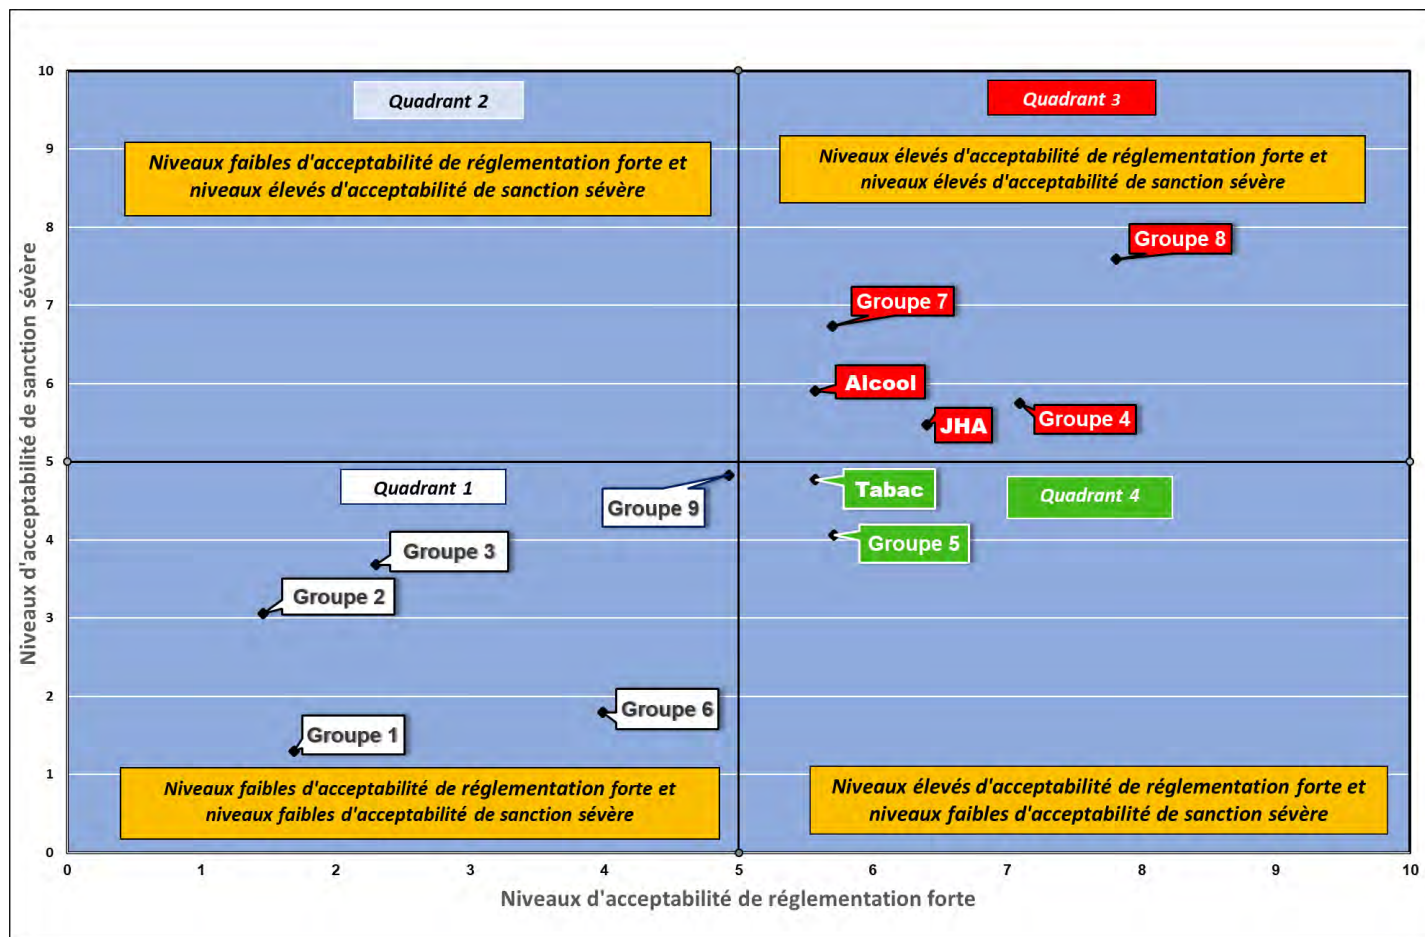 Quadrant 2
Quadrant 3
Niveaux faibles d'acceptabilité de réglementation forte et
niveaux élevés d'acceptabilité de sanction sévère
Niveaux élevés d'acceptabilité de réglementation forte et
niveaux élevés d'acceptabilité de sanction sévère
Groupe 8
Groupe 7
Alcool
JHA
Groupe 4
Quadrant 1
Groupe 9
Tabac
Quadrant 4
Groupe 5
Groupe 3
Groupe 2
Groupe 6
Groupe 1
Niveaux faibles d'acceptabilité de réglementation forte et
niveaux faibles d'acceptabilité de sanction sévère
Niveaux élevés d'acceptabilité de réglementation forte et
niveaux faibles d'acceptabilité de sanction sévère
10
9
8
7
6
5
4
3
2
1
0
0 1 2 3 4 5 6 7 8 9 10
Niveaux d'acceptabilité de sanction sévère
Niveaux d'acceptabilité de réglementation forte